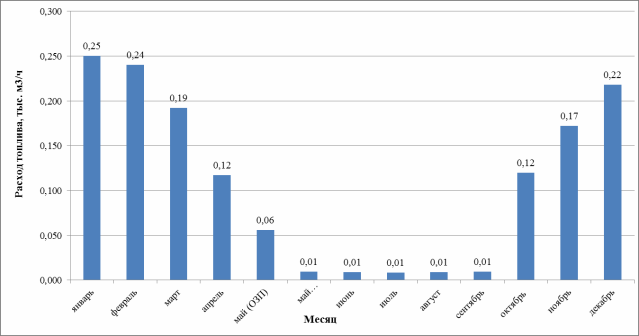 Расход топлива, тыс. м3/ч
0,300
0,250
0,200
0,150
0,100
0,050
0,000
0,25
0,24
0,19
0,12
0,06
0,01
0,01
0,01
0,01
0,01
0,12
0,17
0,22
январь
февраль
март
апрель
май (ОЗП)
май…
июнь
июль
август
сентябрь
октябрь
ноябрь
декабрь
Месяц